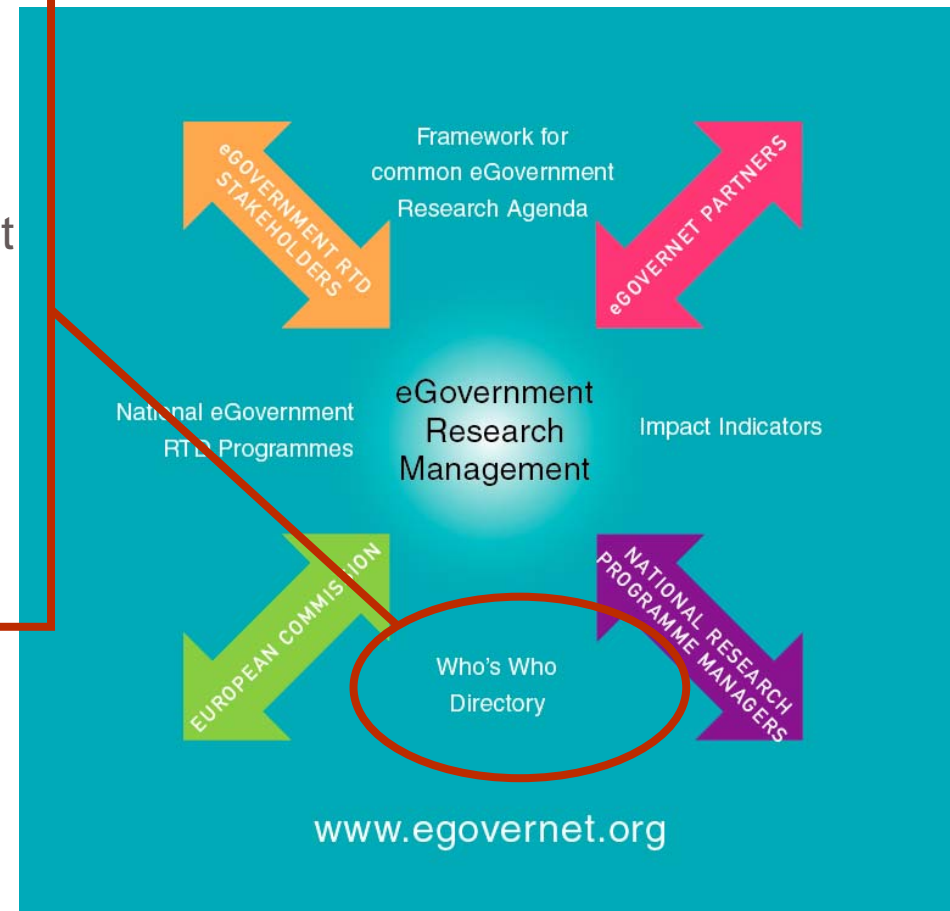 Framework for
common eGovernment
Research Agenda
eGOVERNMENT RTD
STAKEHOLDERS
eGOVERNET PARTNERS
t
National eGovernment
RTD Programmes
eGovernment
Research
Management
Impact Indicators
EUROPEAN COMMISSION
NATIONAL RESEARCH
PROGRAMME MANAGERS
Who's Who
Directory
www.egovernet.org